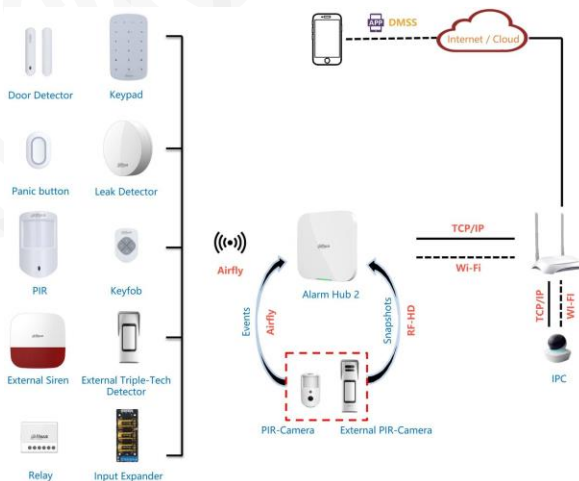 APP DMSS
Internet / Cloud
Door Detector
Keypad
Panic button
Leak Detector
PIR
Keyfob
Airfly
Alarm Hub 2
TCP/IP
Wi-Fi
TCP/IP
WI-FI
IPC
Events
Airfly
Snapshots
RF-HD
External Siren
External Triple-Tech
Detector
PIR-Camera
External PIR-Camera
Relay
Input Expander